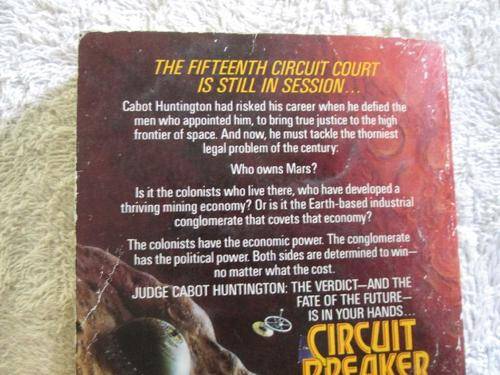 THE FIFTEENTH CIRCUIT COURT
IS STILL IN SESSION...
Cabot Huntington had risked his career when he defied the
men who appointed him, to bring true justice to the high
frontier of space. And now, he must tackle the thorniest
legal problem of the century:
Who owns Mars?
Is it the colonists who live there, who have developed a
thriving mining economy? Or is it the Earth-based industrial
conglomerate that covets that economy?
The colonists have the economic power. The conglomerate
has the political power. Both sides are determined to win—
no matter what the cost.
JUDGE CABOT HUNTINGTON: THE VERDICT—AND THE
FATE OF THE FUTURE—
IS IN YOUR HANDS...
CIRCUIT
BREAKER